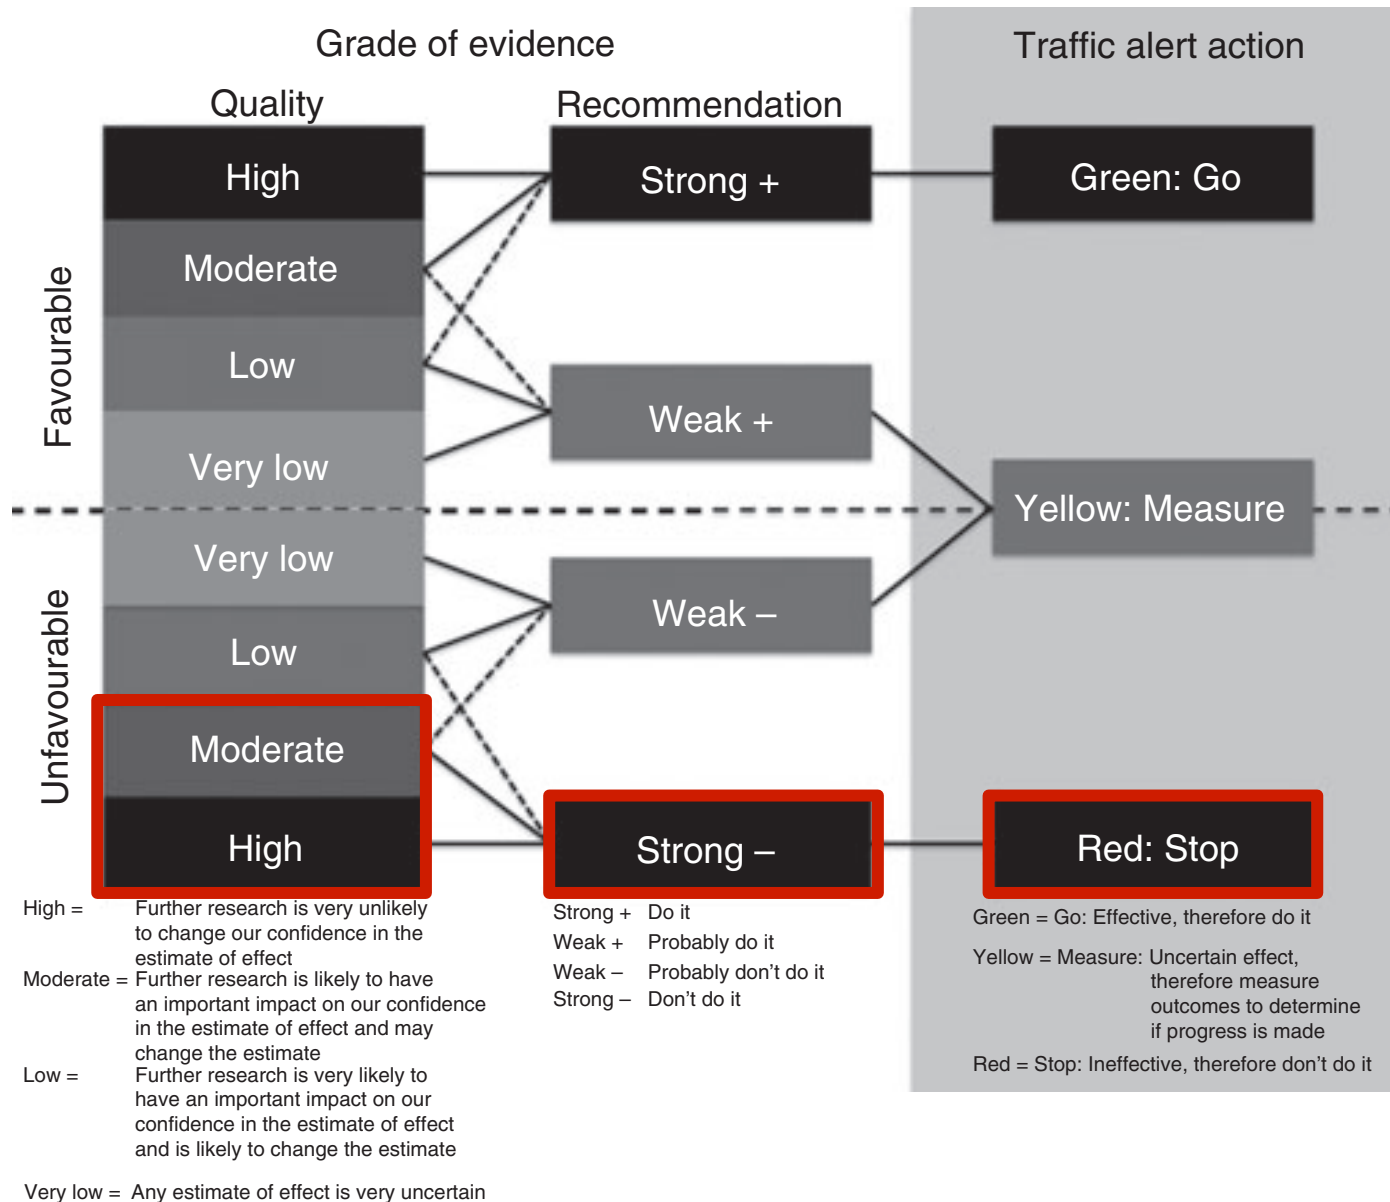 Grade of evidence
Traffic alert action
Quality
Recommendation
Favourable
Unfavourable
High
Moderate
Low
Very low
Very low
Low
Moderate
High
Strong +
Weak +
Weak –
Strong –
Green: Go
Yellow: Measure
Red: Stop
High = Further research is very unlikely
to change our confidence in the
estimate of effect
Moderate = Further research is likely to have
an important impact on our confidence
in the estimate of effect and may
change the estimate
Low = Further research is very likely to
have an important impact on our
confidence in the estimate of effect
and is likely to change the estimate
Very low = Any estimate of effect is very uncertain
Strong + Do it
Weak + Probably do it
Weak – Probably don't do it
Strong – Don't do it
Green = Go: Effective, therefore do it
Yellow = Measure: Uncertain effect,
therefore measure
outcomes to determine
if progress is made
Red = Stop: Ineffective, therefore don't do it